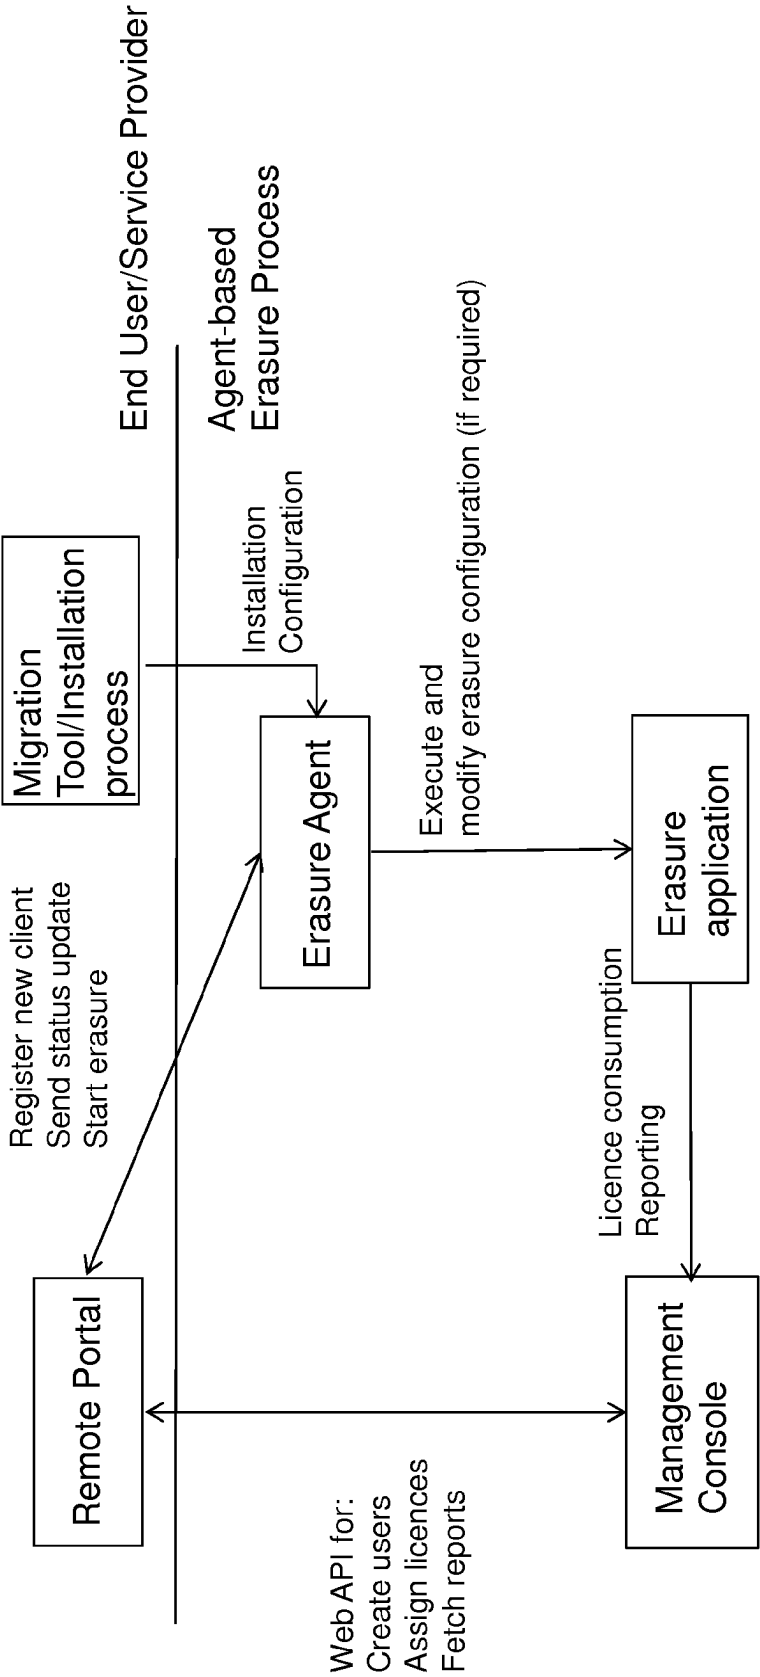 End User/Service Provider
Agent-based
Erasure Process
Migration
Tool/Installation
process
Installation
Configuration
Register new client
Send status update
Start erasure
Remote Portal
Erasure Agent
Execute and
modify erasure configuration (if required)
Web API for:
Create users
Assign licences
Fetch reports
Licence consumption
Reporting
Management
Console
Erasure
application